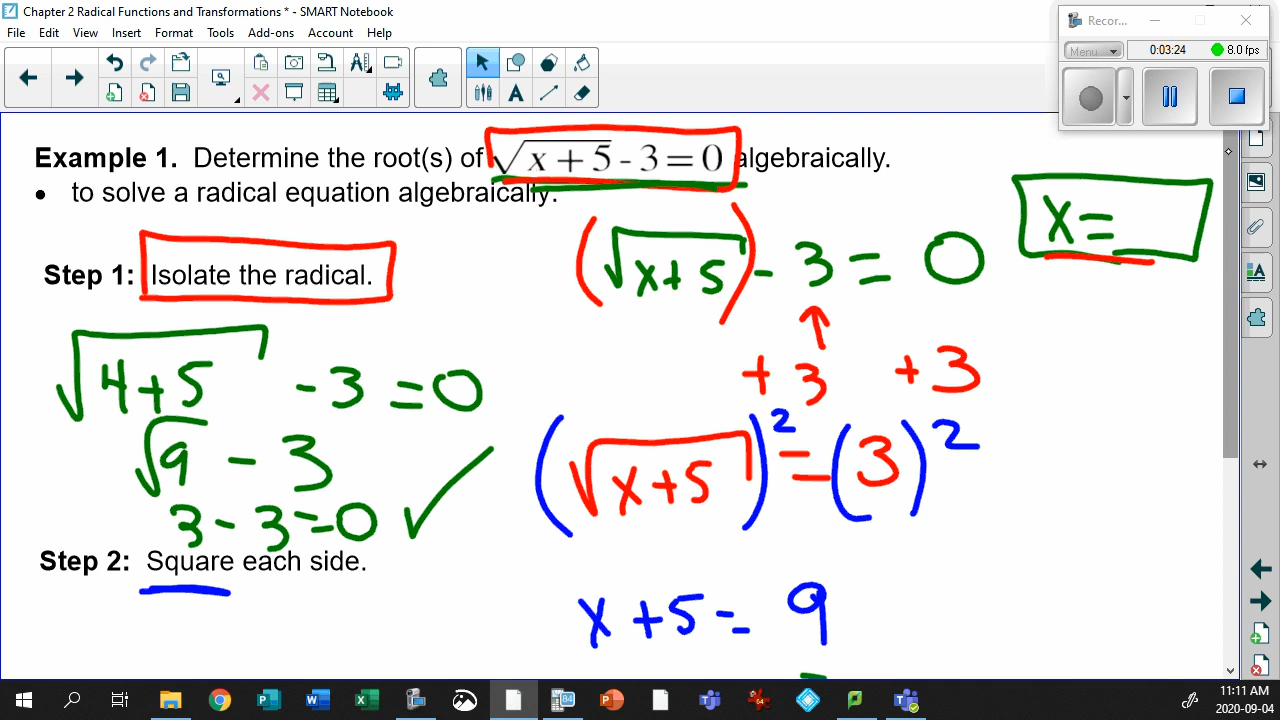 Chapter 2 Radical Functions and Transformations * - SMART Notebook
File Edit View Insert Format Tools Add-ons Account Help
Recor...
Menu
0:03:24
8.0 fps
Example 1. Determine the root(s) of √(x + 5) - 3 = 0 algebraically.
• to solve a radical equation algebraically:
x = __
(√(x+5)) - 3 = 0
Step 1: Isolate the radical.
+ 3 + 3
√(4+5) - 3 = 0
(√(x+5))² = (3)²
√9 - 3
3 - 3 = 0 ✓
Step 2: Square each side.
x + 5 = 9
11:11 AM
2020-09-04